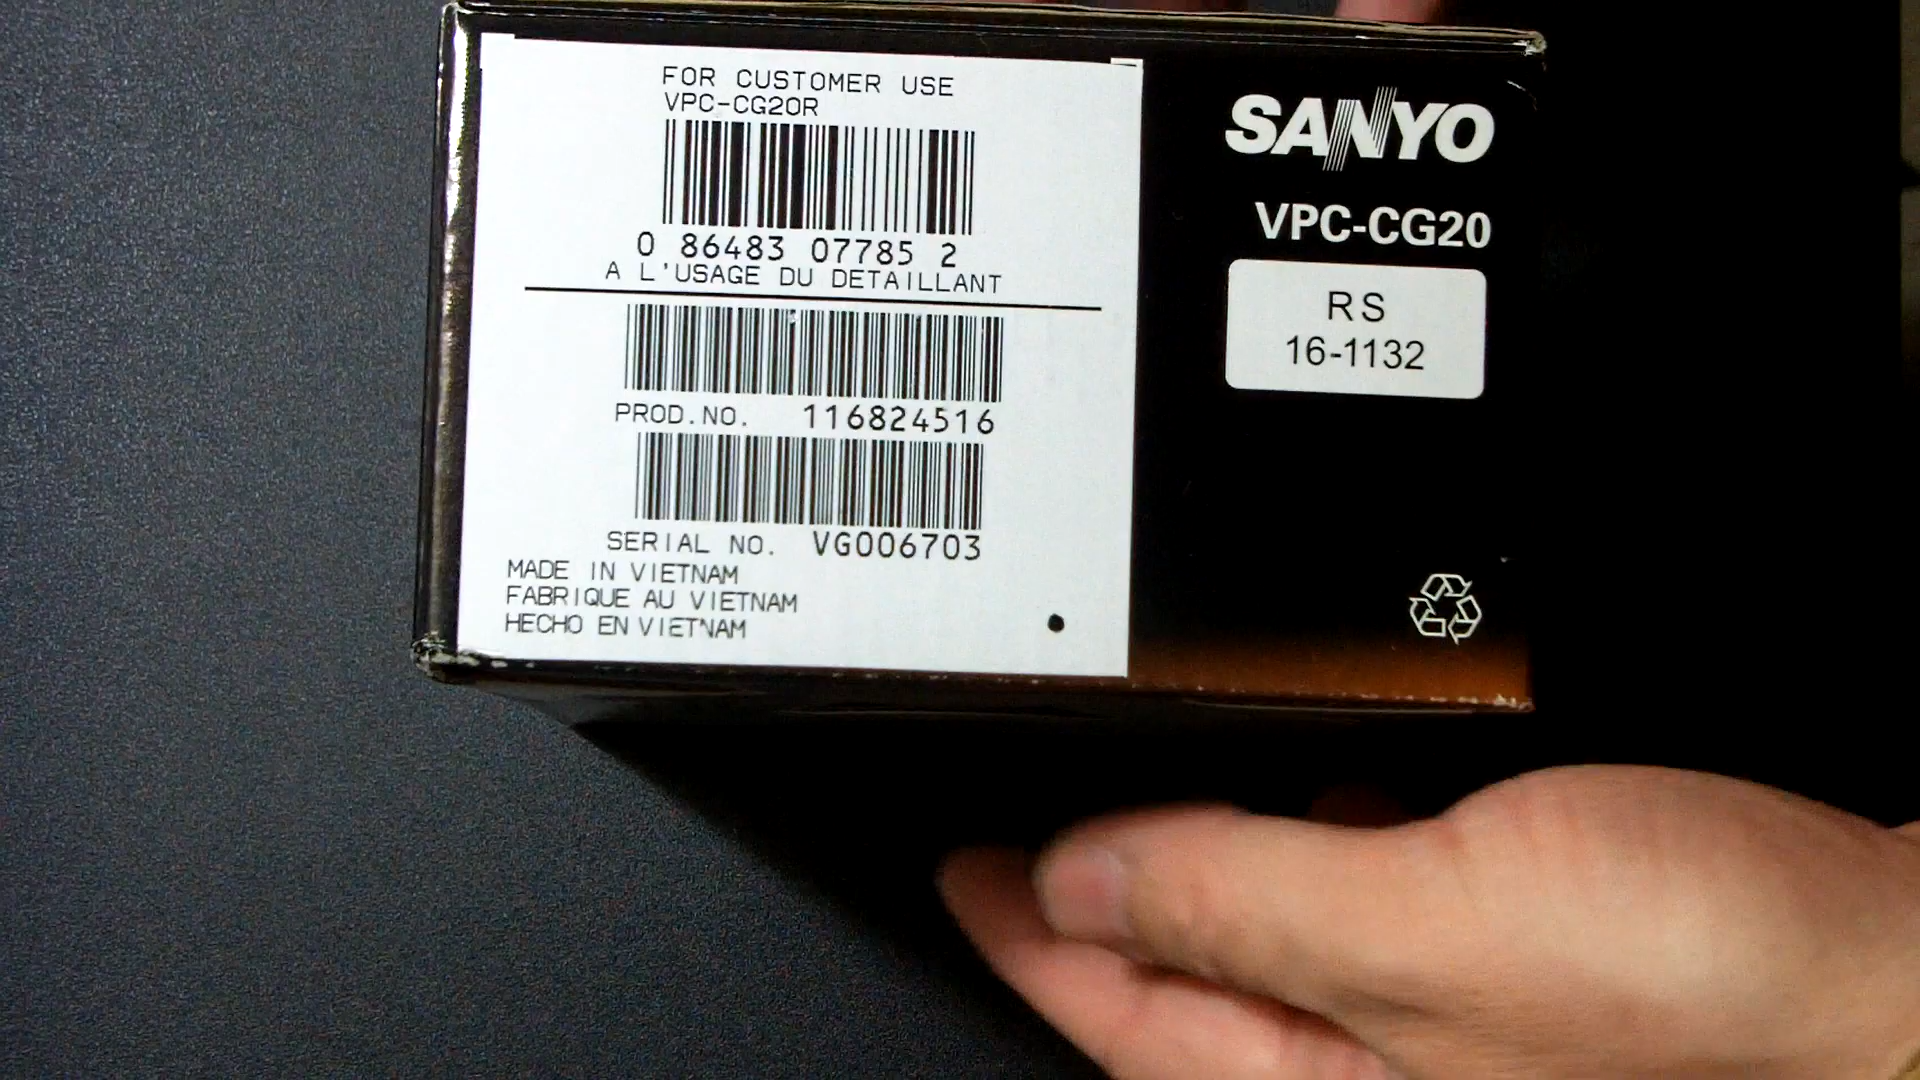 FOR CUSTOMER USE
VPC-CG20R
0 86483 07785 2
A L'USAGE DU DETAILLANT
PROD.NO. 116824516
SERIAL NO. VG006703
MADE IN VIETNAM
FABRIQUE AU VIETNAM
HECHO EN VIETNAM
SANYO
VPC-CG20
RS
16-1132